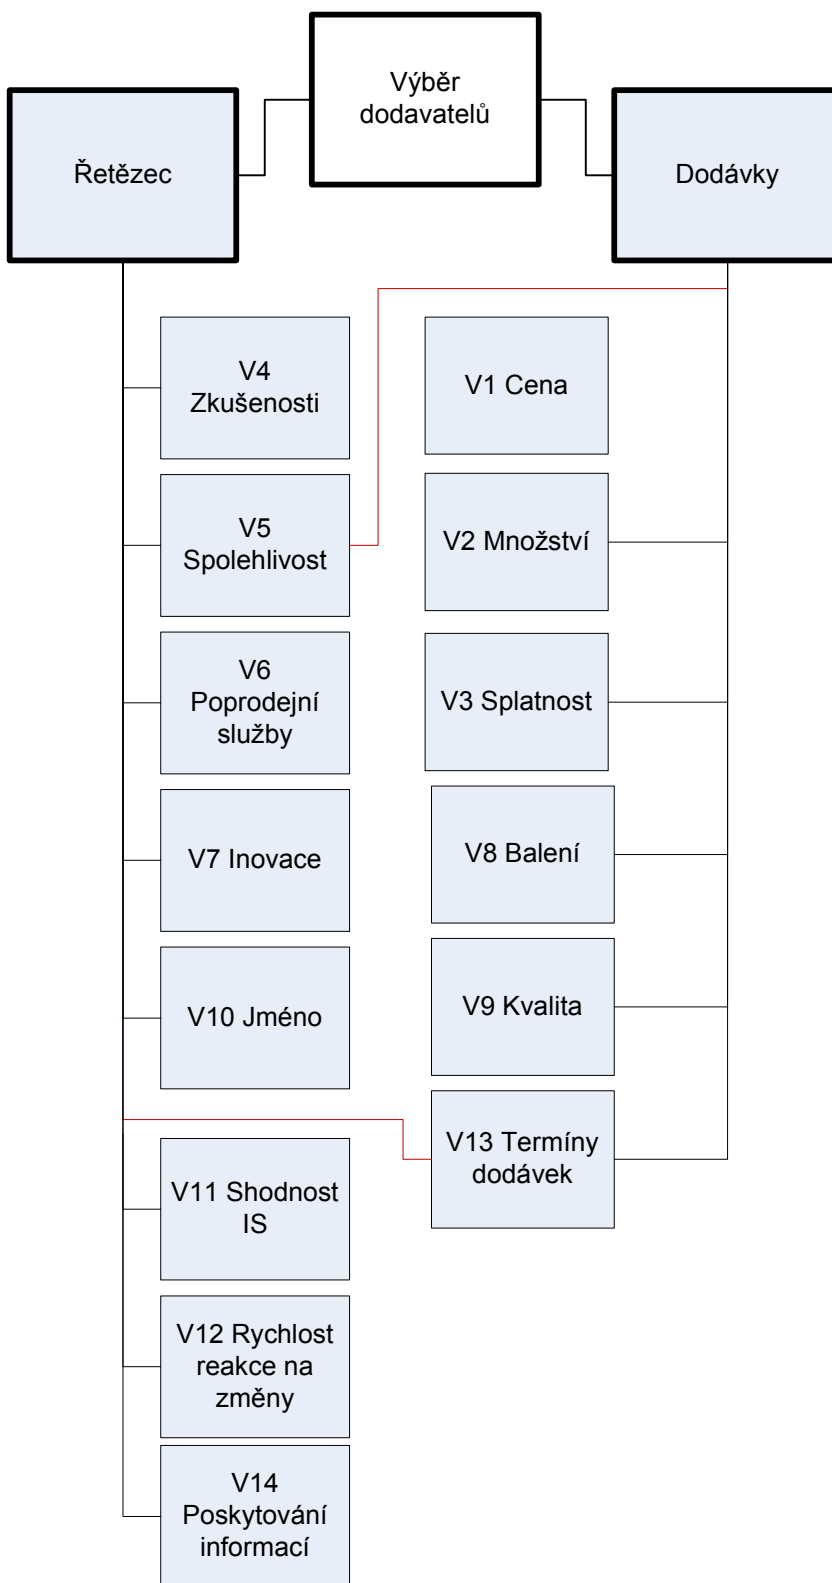 Výběr
dodavatelů
Řetězec
Dodávky
V4
Zkušenosti
V1 Cena
V5
Spolehlivost
V2 Množství
V6
Poprodejní
služby
V3 Splatnost
V7 Inovace
V8 Balení
V10 Jméno
V9 Kvalita
V13 Termíny
dodávek
V11 Shodnost
IS
V12 Rychlost
reakce na
změny
V14
Poskytování
informací